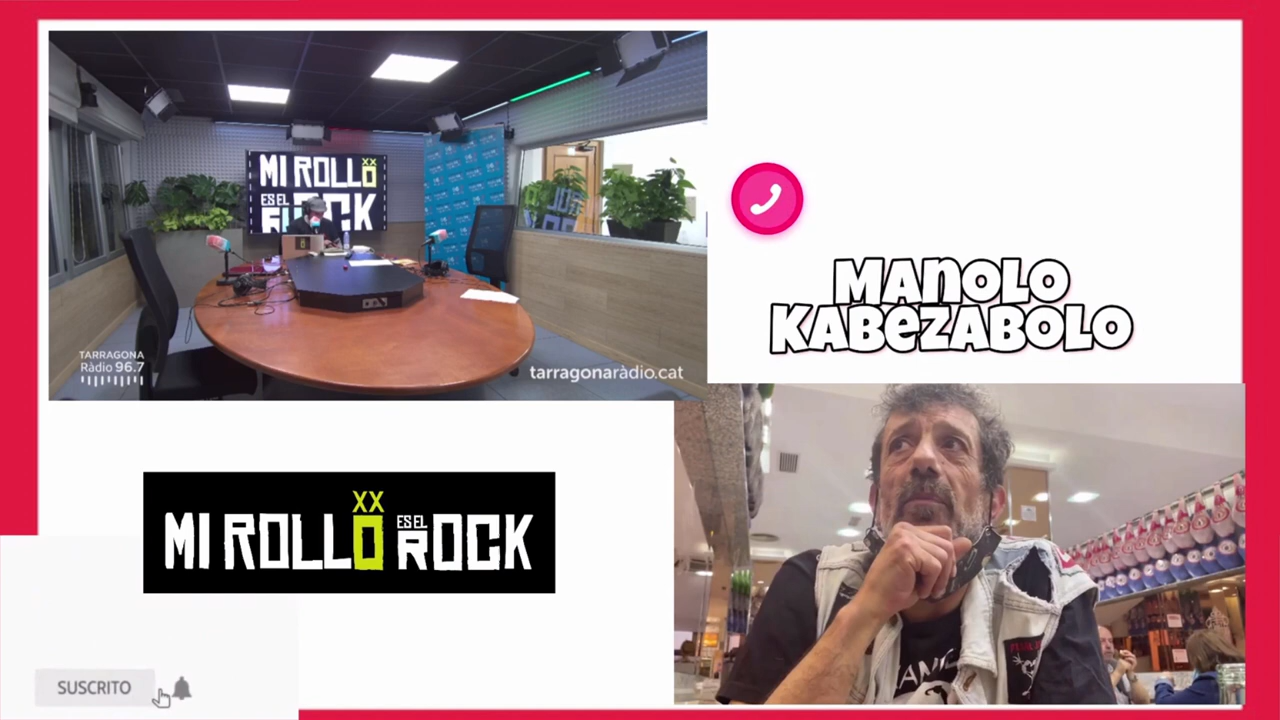 MI ROLLO
ES EL
ROCK
TARRAGONA
Ràdio 96.7
tarragonaràdio.cat
MANOLO
KABEZABOLO
MI ROLLO ES EL ROCK
SUSCRITO